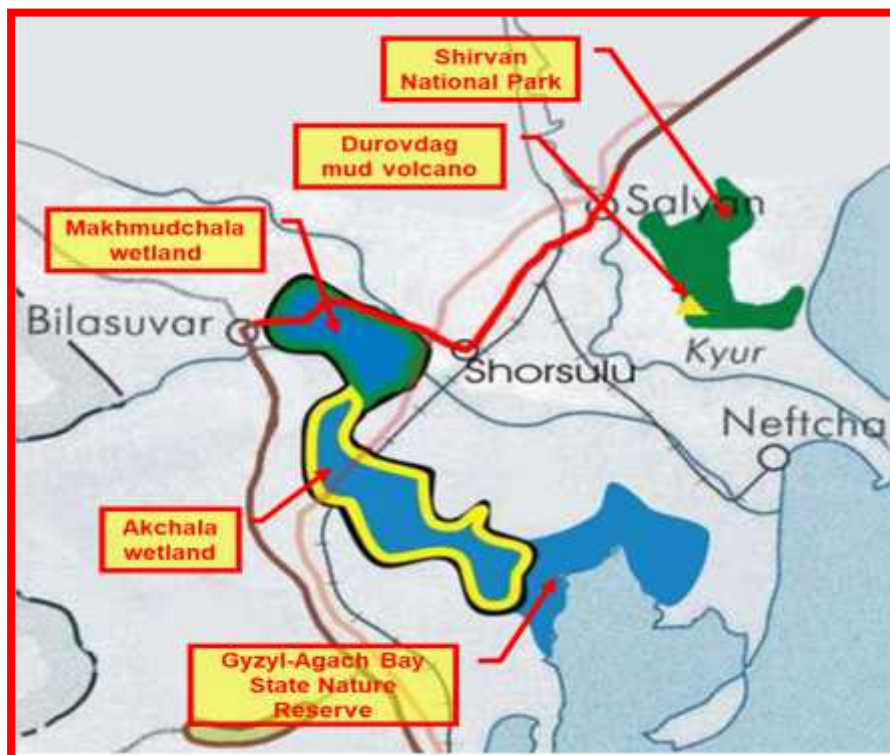 Shirvan
National Park
Durovdag
mud volcano
Salyan
Makhmudchala
wetland
Bilasuvar
Shorsulu
Kyur
Neftcha
Akchala
wetland
Gyzyl-Agach Bay
State Nature
Reserve